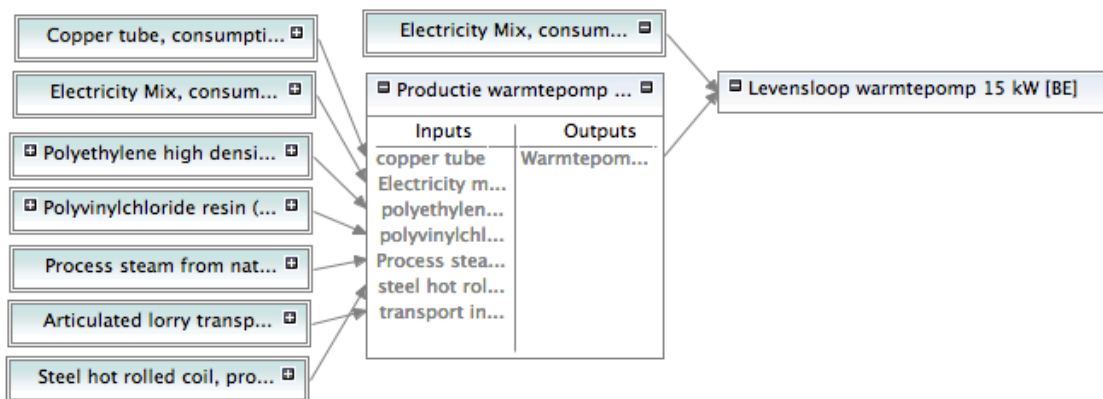 Copper tube, consumpti...
Electricity Mix, consum...
Polyethylene high densi...
Polyvinylchloride resin (...
Process steam from nat...
Articulated lorry transp...
Steel hot rolled coil, pro...
Electricity Mix, consum...
Productie warmtepomp ...
Inputs Outputs
copper tube Warmtepom...
Electricity m...
polyethylen...
polyvinylchl...
Process stea...
steel hot rol...
transport in...
Levensloop warmtepomp 15 kW [BE]